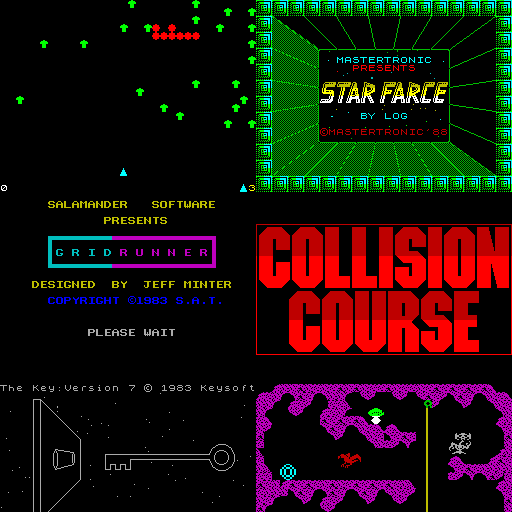 MASTERTRONIC
PRESENTS
STAR FARCE
BY LOG
©MASTERTRONIC 88
0
3
SALAMANDER SOFTWARE
PRESENTS
GRIDRUNNER
DESIGNED BY JEFF MINTER
COPYRIGHT ©1983 S.A.T.
PLEASE WAIT
COLLISION
COURSE
The Key:Version 7 © 1983 Keysoft